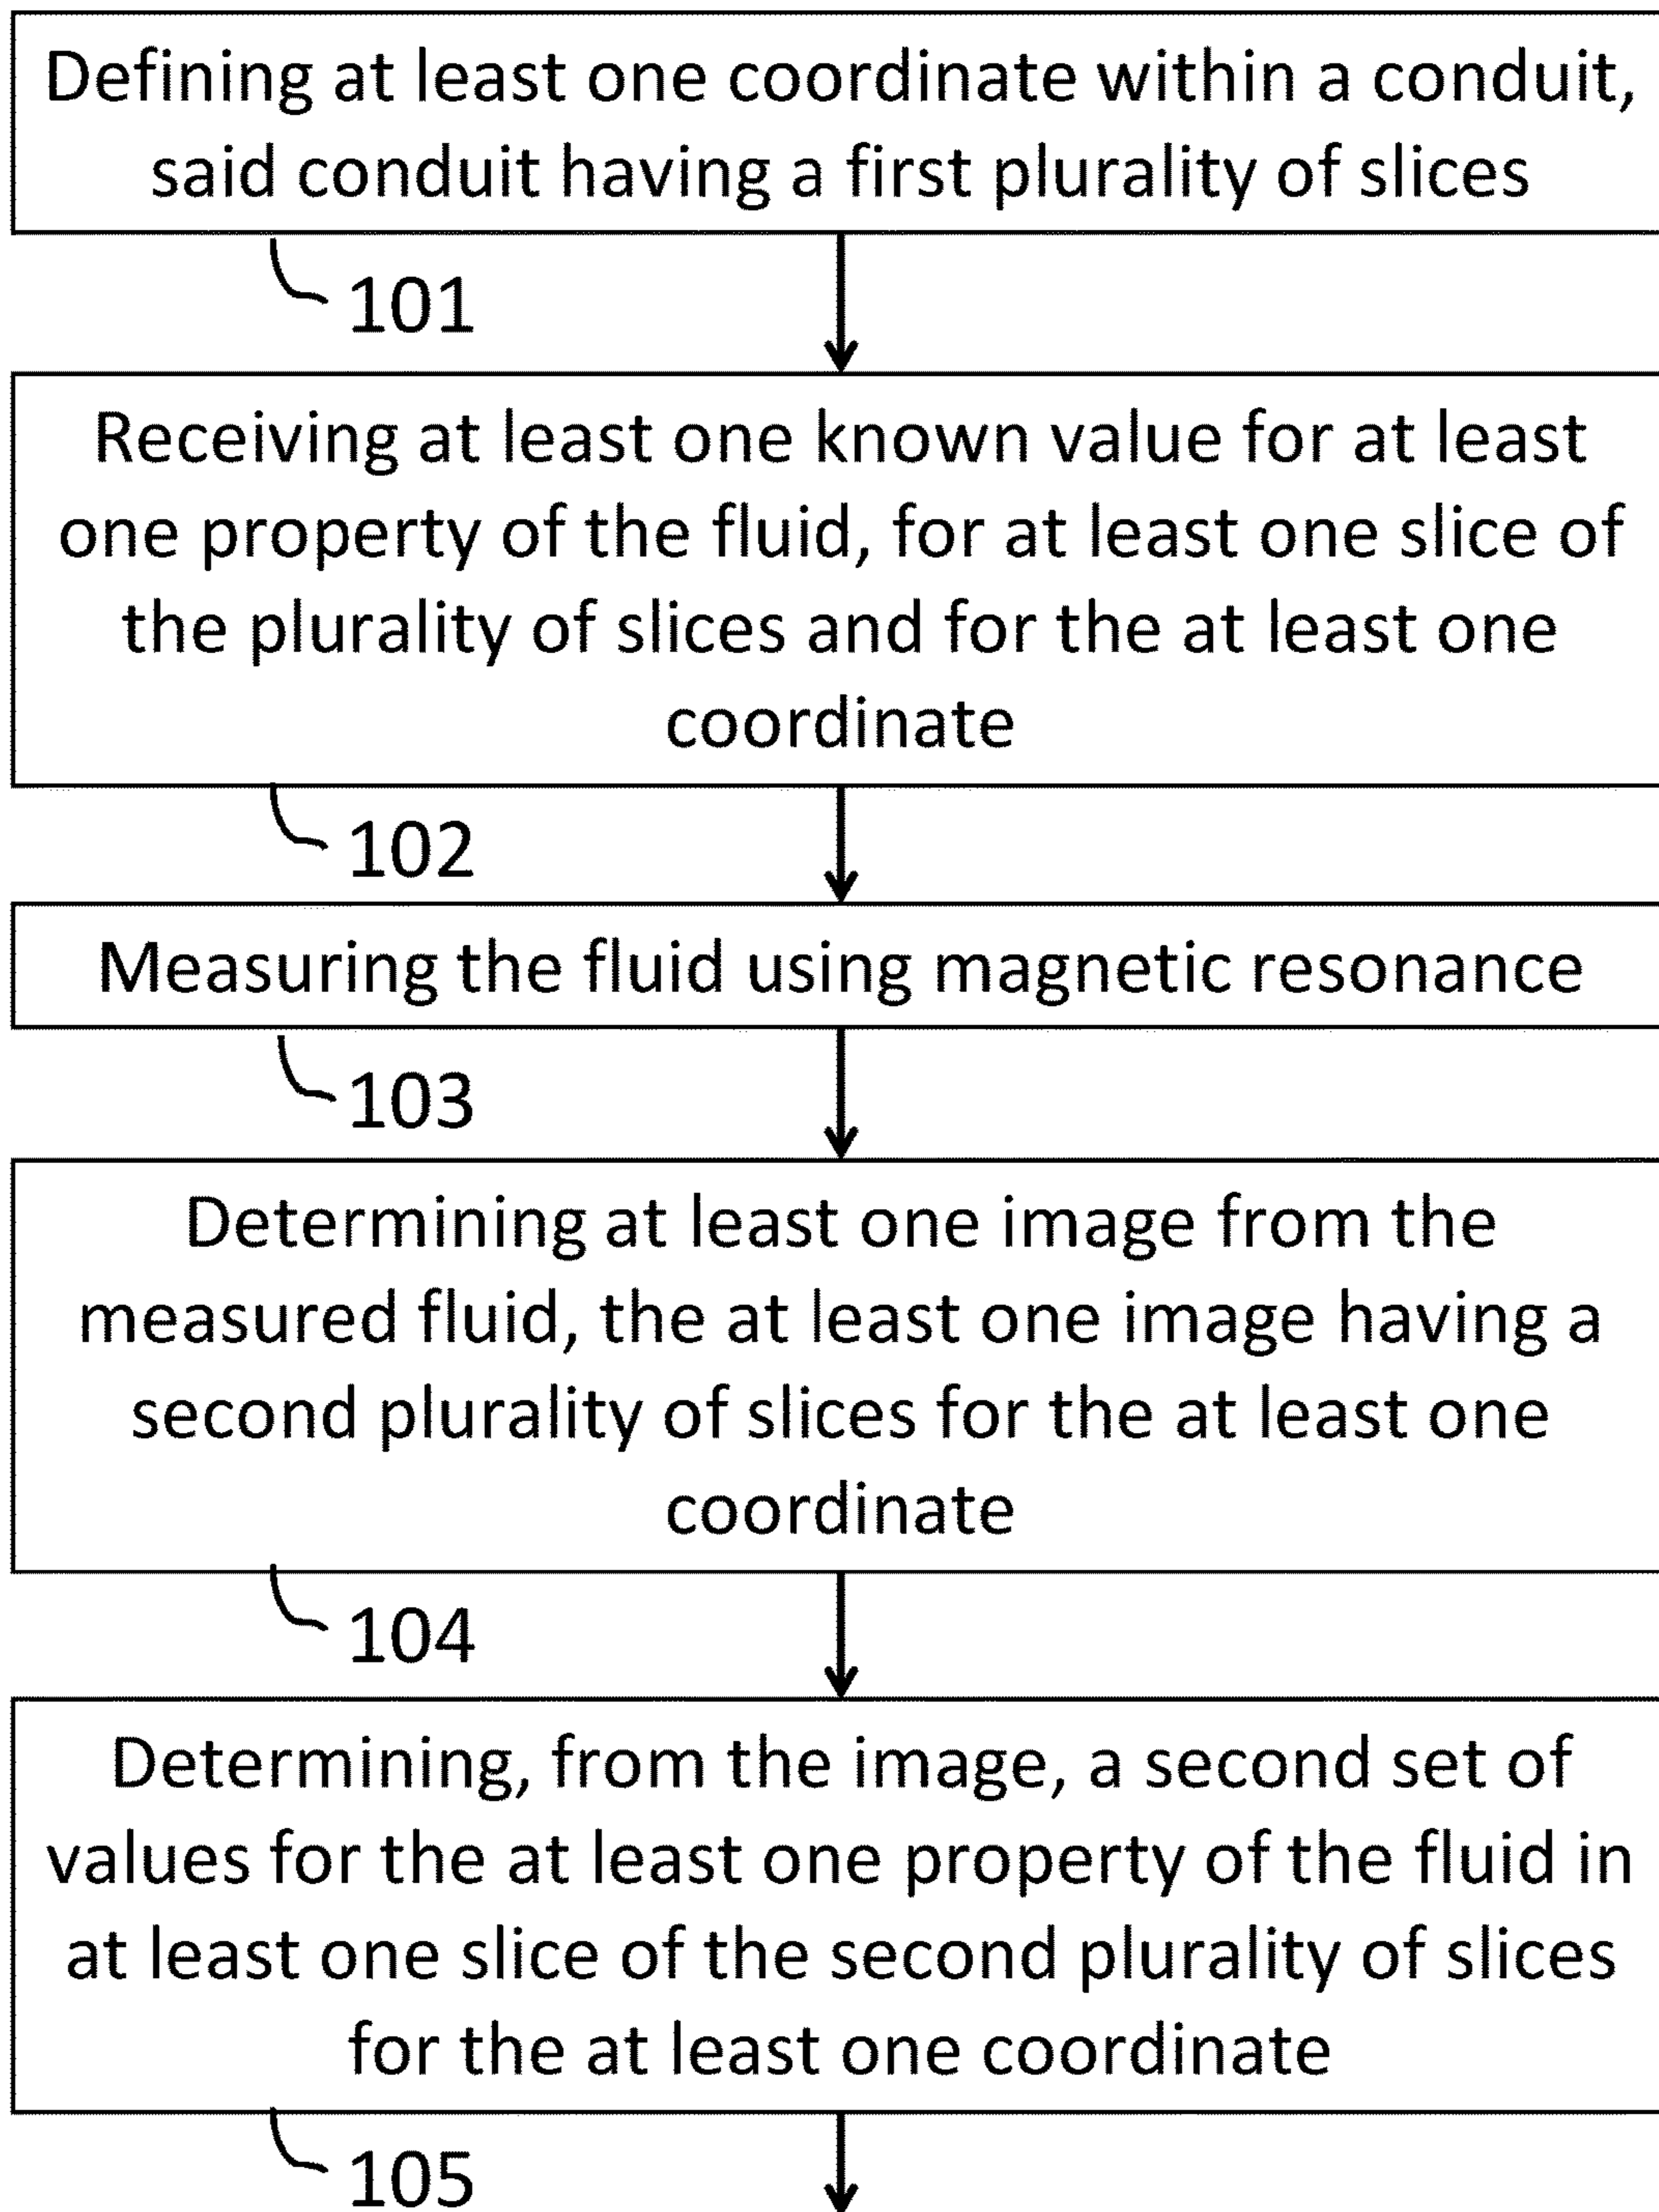 Defining at least one coordinate within a conduit,
said conduit having a first plurality of slices
101
Receiving at least one known value for at least
one property of the fluid, for at least one slice of
the plurality of slices and for the at least one
coordinate
102
Measuring the fluid using magnetic resonance
103
Determining at least one image from the
measured fluid, the at least one image having a
second plurality of slices for the at least one
coordinate
104
Determining, from the image, a second set of
values for the at least one property of the fluid in
at least one slice of the second plurality of slices
for the at least one coordinate
105